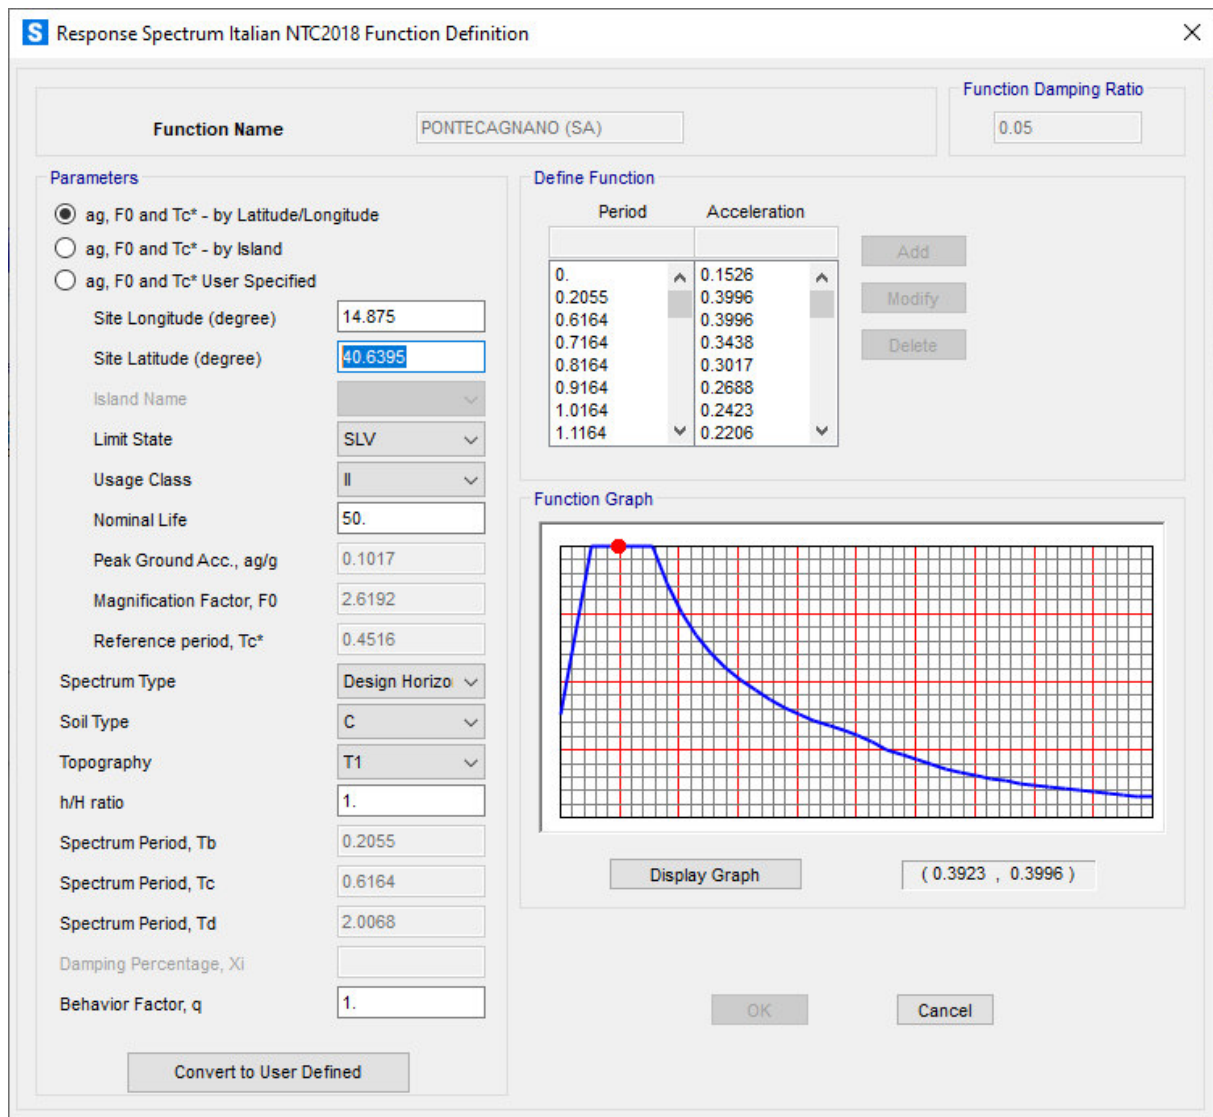 S Response Spectrum Italian NTC2018 Function Definition
Function Name
PONTECAGNANO (SA)
Function Damping Ratio
0.05
Parameters
ag, F0 and Tc* - by Latitude/Longitude
ag, F0 and Tc* - by Island
ag, F0 and Tc* User Specified
Site Longitude (degree) 14.875
Site Latitude (degree) 40.6395
Island Name
Limit State SLV
Usage Class II
Nominal Life 50.
Peak Ground Acc., ag/g 0.1017
Magnification Factor, F0 2.6192
Reference period, Tc* 0.4516
Spectrum Type Design Horizo
Soil Type C
Topography T1
h/H ratio 1.
Spectrum Period, Tb 0.2055
Spectrum Period, Tc 0.6164
Spectrum Period, Td 2.0068
Damping Percentage, Xi
Behavior Factor, q 1.
Convert to User Defined
Define Function
Period Acceleration
0. 0.1526
0.2055 0.3996
0.6164 0.3996
0.7164 0.3438
0.8164 0.3017
0.9164 0.2688
1.0164 0.2423
1.1164 0.2206
Add
Modify
Delete
Function Graph
Display Graph
( 0.3923 , 0.3996 )
OK
Cancel